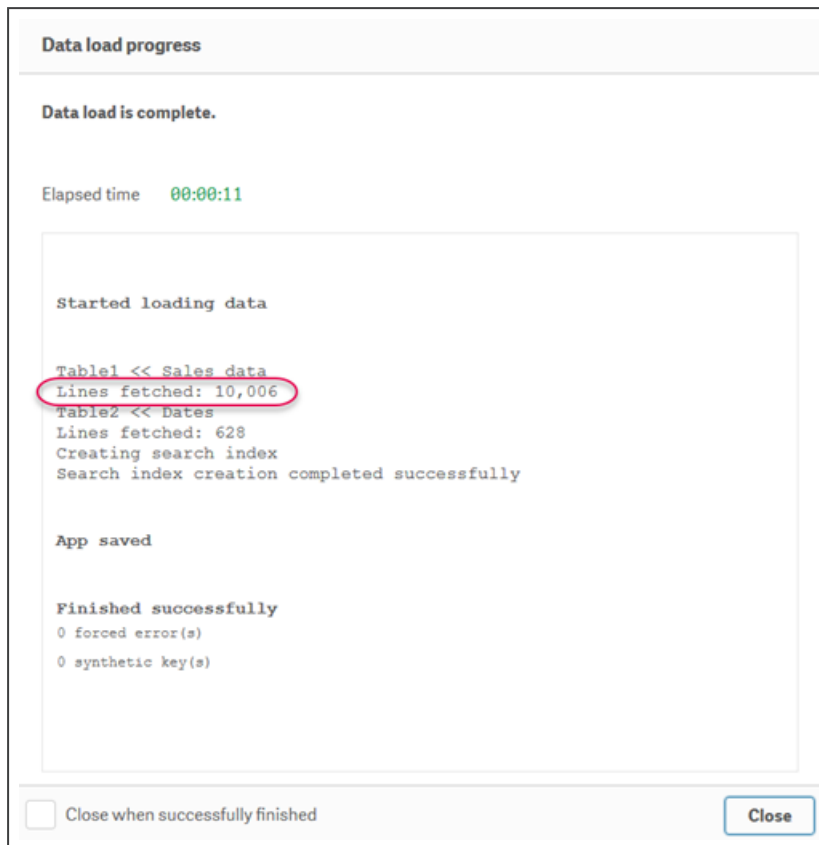 Data load progress
Data load is complete.
Elapsed time 00:00:11
Started loading data
Table1 << Sales data
Lines fetched: 10,006
Table2 << Dates
Lines fetched: 628
Creating search index
Search index creation completed successfully
App saved
Finished successfully
0 forced error(s)
0 synthetic key(s)
Close when successfully finished
Close